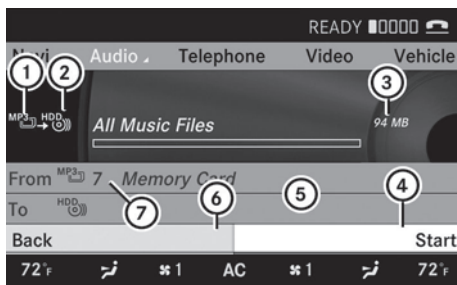 READY
Navi Audio Telephone Video Vehicle
1 2 3
MP3 HDD
All Music Files 94 MB
From MP3 7 Memory Card
4
5
6
7
To HDD
Back Start
72°F 1 AC 1 72°F